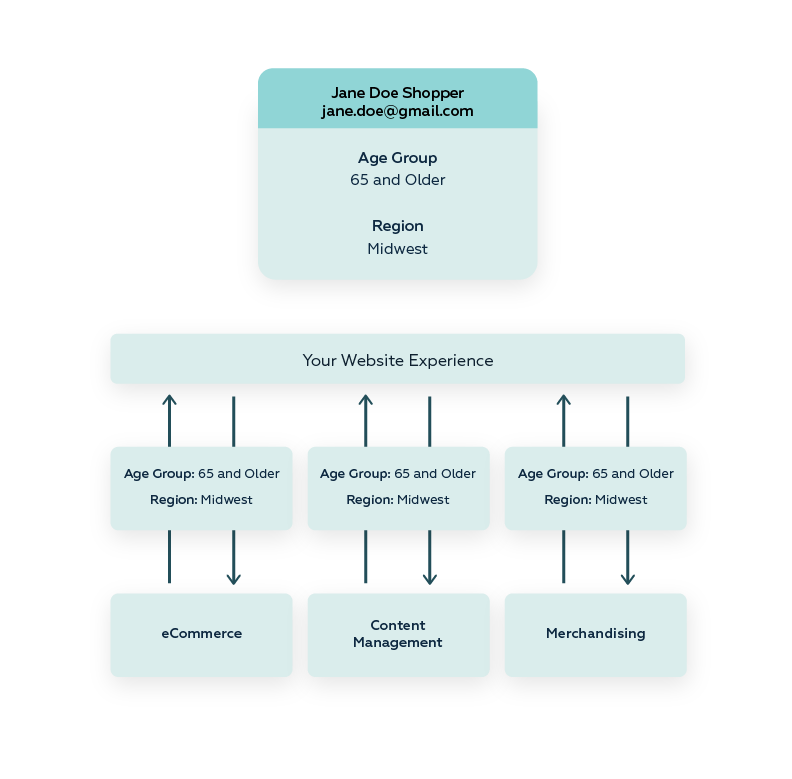 Jane Doe Shopper
jane.doe@gmail.com
Age Group
65 and Older
Region
Midwest
Your Website Experience
Age Group: 65 and Older
Region: Midwest
Age Group: 65 and Older
Region: Midwest
Age Group: 65 and Older
Region: Midwest
eCommerce
Content
Management
Merchandising